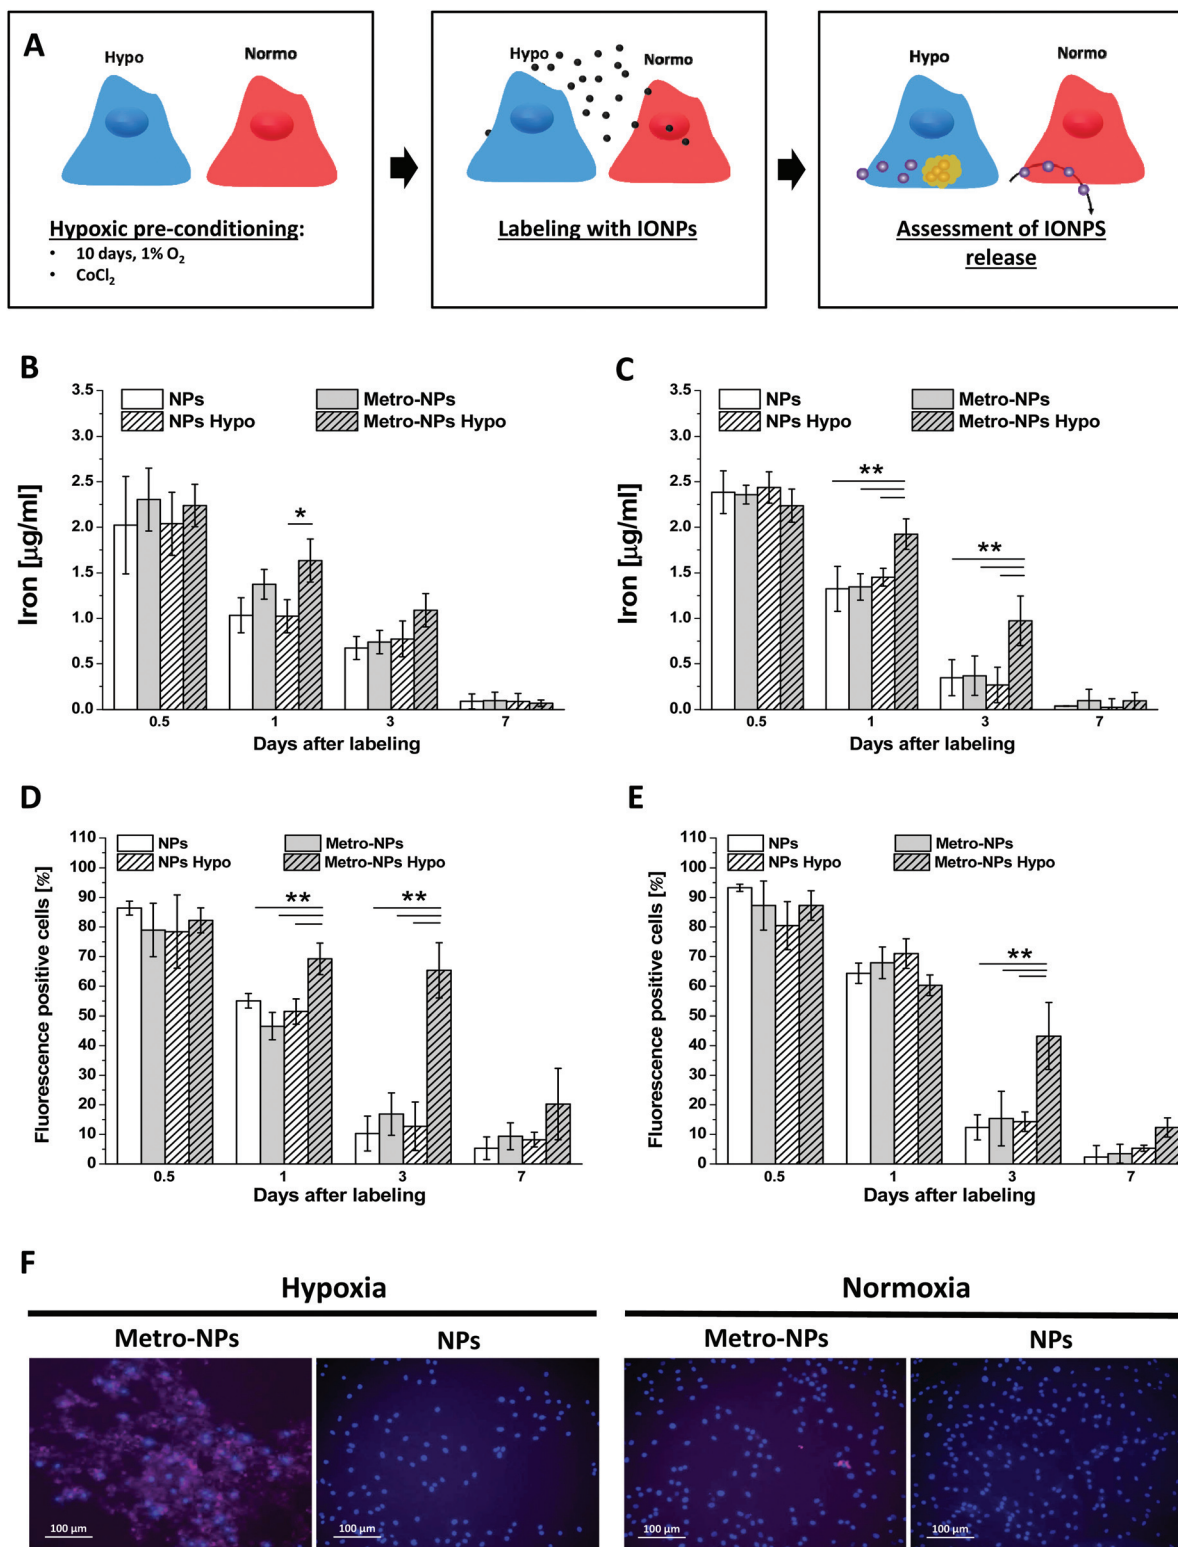 A
Hypo
Normo
Hypoxic pre-conditioning:
• 10 days, 1% O₂
• CoCl₂
Hypo
Normo
Labeling with IONPs
Hypo
Normo
Assessment of IONPS
release
B
3.5
3.0
2.5
2.0
1.5
1.0
0.5
0.0
Iron [µg/ml]
NPs
NPs Hypo
Metro-NPs
Metro-NPs Hypo
*
0.5 1 3 7
Days after labeling
C
3.5
3.0
2.5
2.0
1.5
1.0
0.5
0.0
Iron [µg/ml]
NPs
NPs Hypo
Metro-NPs
Metro-NPs Hypo
**
**
0.5 1 3 7
Days after labeling
D
110
100
90
80
70
60
50
40
30
20
10
0
Fluorescence positive cells [%]
NPs
NPs Hypo
Metro-NPs
Metro-NPs Hypo
**
**
0.5 1 3 7
Days after labeling
E
110
100
90
80
70
60
50
40
30
20
10
0
Fluorescence positive cells [%]
NPs
NPs Hypo
Metro-NPs
Metro-NPs Hypo
**
0.5 1 3 7
Days after labeling
F
Hypoxia
Normoxia
Metro-NPs
NPs
Metro-NPs
NPs
100 µm
100 µm
100 µm
100 µm